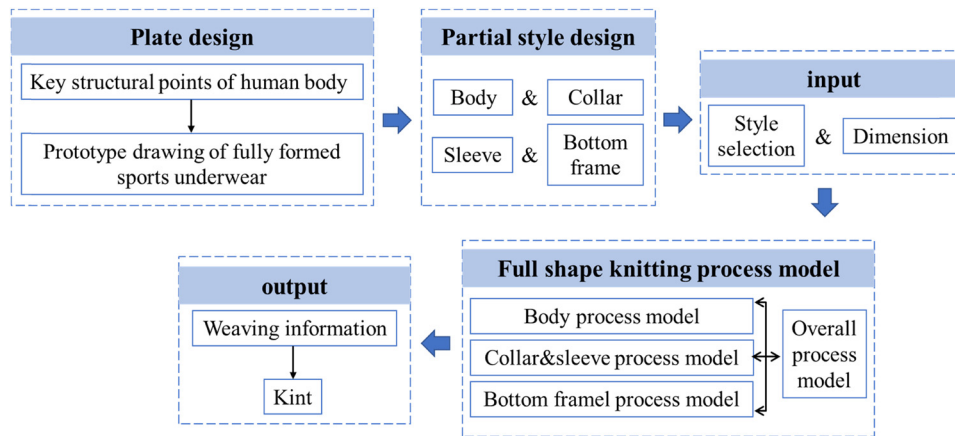 Plate design
Key structural points of human body
Prototype drawing of fully formed
sports underwear
Partial style design
Body & Collar
Sleeve & Bottom
frame
input
Style
selection & Dimension
Full shape knitting process model
Body process model
Collar&sleeve process model
Bottom framel process model
Overall
process
model
output
Weaving information
Kint